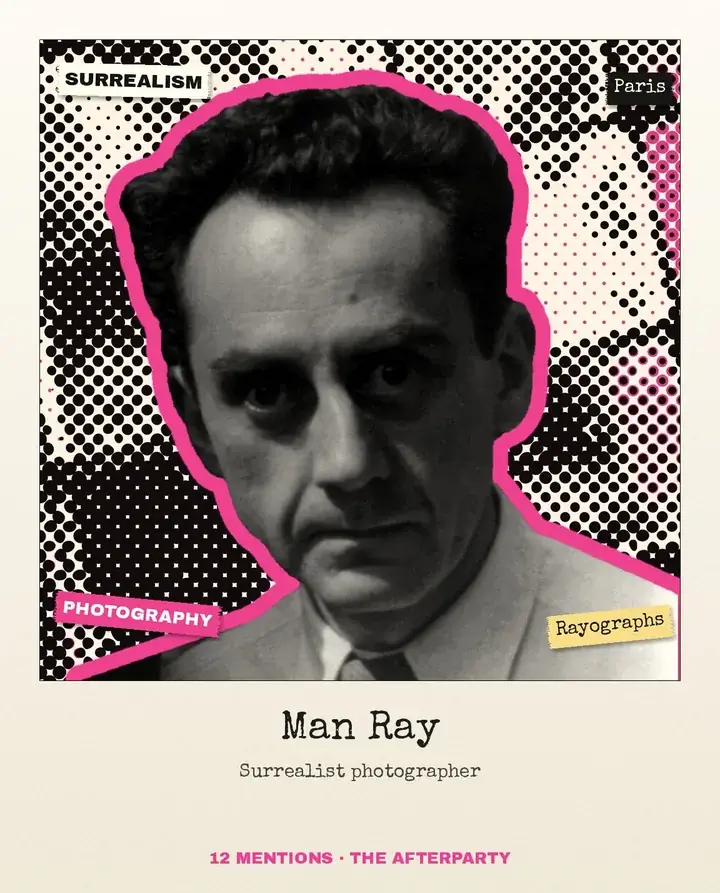 SURREALISM
Paris
PHOTOGRAPHY
Rayographs
Man Ray
Surrealist photographer
12 MENTIONS · THE AFTERPARTY